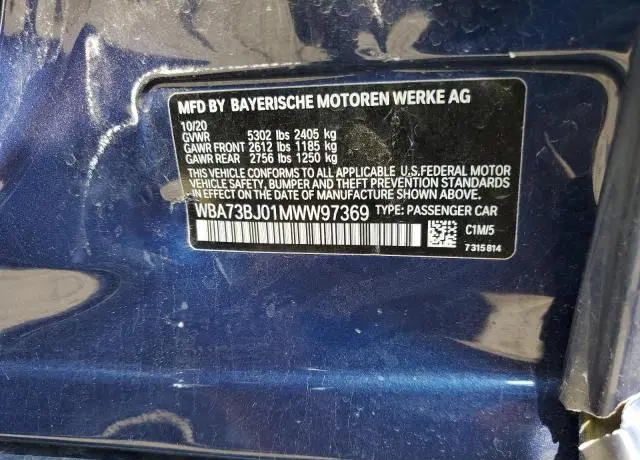 MFD BY BAYERISCHE MOTOREN WERKE AG
10/20
GVWR 5302 lbs 2405 kg
GAWR FRONT 2612 lbs 1185 kg
GAWR REAR 2756 lbs 1250 kg
THIS VEHICLE CONFORMS TO ALL APPLICABLE U.S.FEDERAL MOTOR
VEHICLE SAFETY, BUMPER AND THEFT PREVENTION STANDARDS
IN EFFECT ON THE DATE OF MANUFACTURE SHOWN ABOVE.
WBA73BJ01MWW97369 TYPE: PASSENGER CAR
C1M/5
7315814